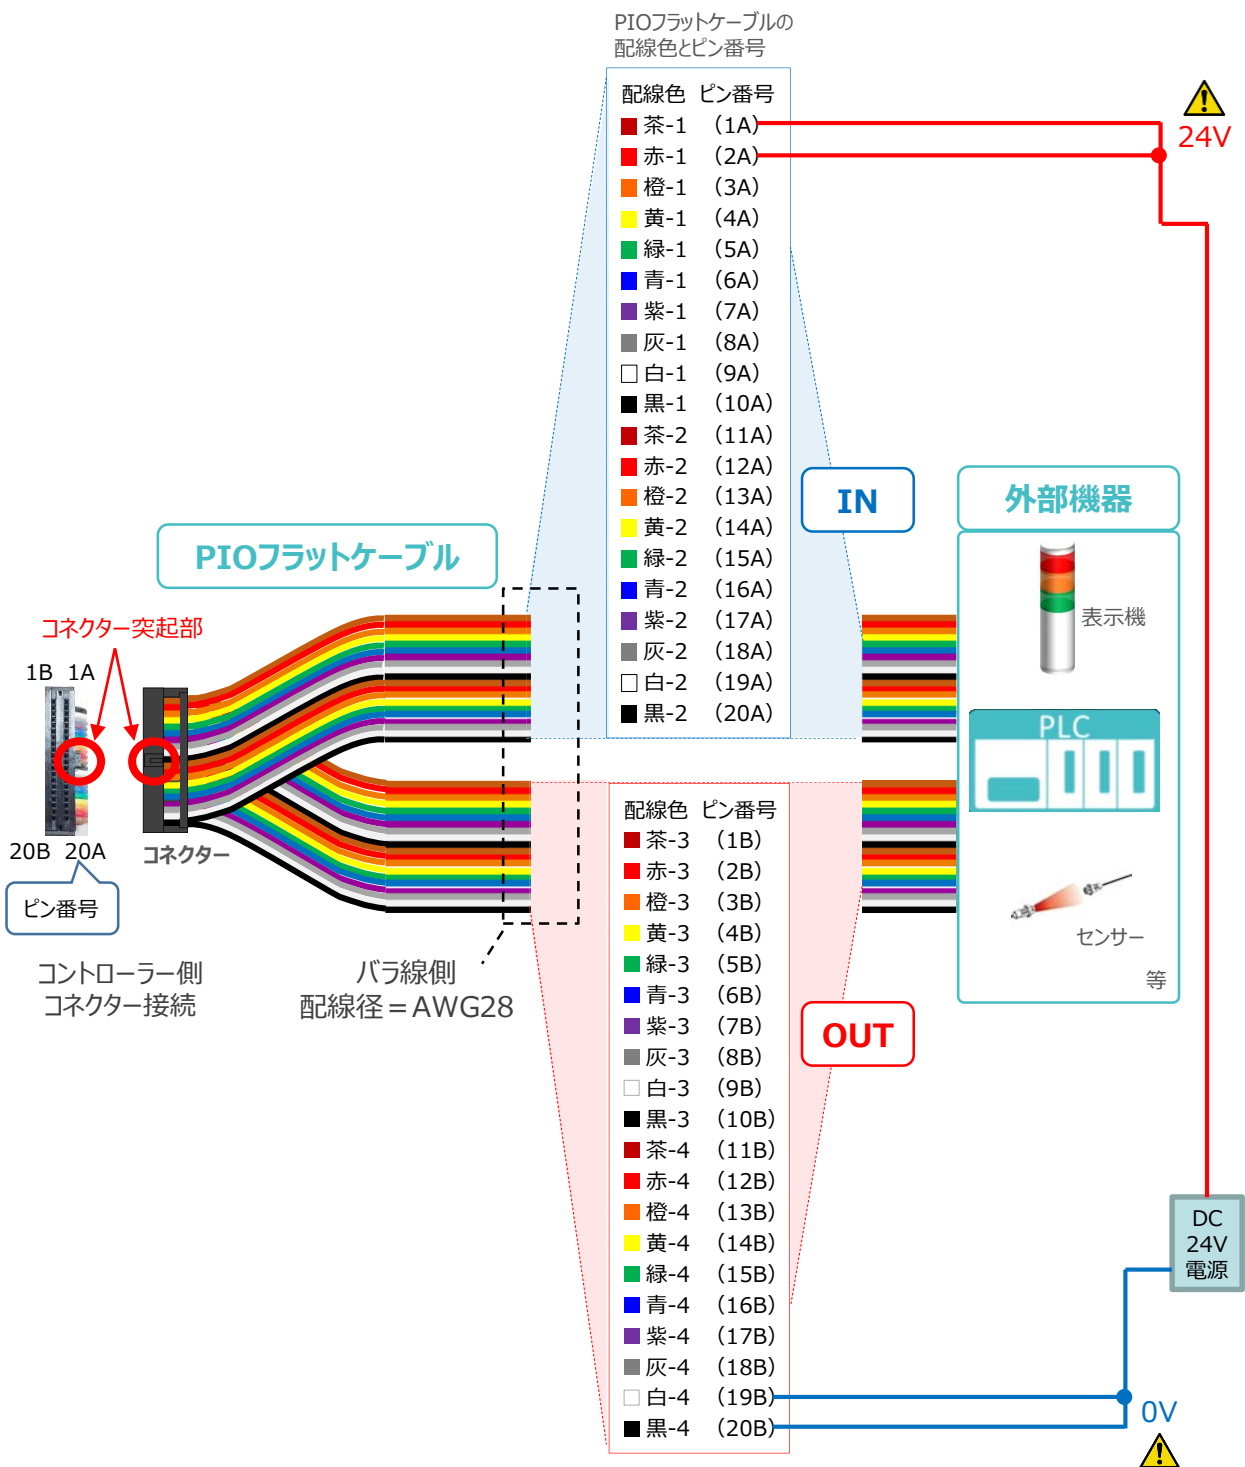 PIOフラットケーブルの
配線色とピン番号
配線色 ピン番号
茶-1 (1A)
赤-1 (2A)
橙-1 (3A)
黄-1 (4A)
緑-1 (5A)
青-1 (6A)
紫-1 (7A)
灰-1 (8A)
白-1 (9A)
黒-1 (10A)
茶-2 (11A)
赤-2 (12A)
橙-2 (13A)
黄-2 (14A)
緑-2 (15A)
青-2 (16A)
紫-2 (17A)
灰-2 (18A)
白-2 (19A)
黒-2 (20A)
24V
IN
外部機器
PIOフラットケーブル
表示機
コネクター突起部
1B 1A
PLC
20B 20A
コネクター
ピン番号
センサー
等
コントローラー側
コネクター接続
バラ線側
配線径＝AWG28
配線色 ピン番号
茶-3 (1B)
赤-3 (2B)
橙-3 (3B)
黄-3 (4B)
緑-3 (5B)
青-3 (6B)
紫-3 (7B)
灰-3 (8B)
白-3 (9B)
黒-3 (10B)
茶-4 (11B)
赤-4 (12B)
橙-4 (13B)
黄-4 (14B)
緑-4 (15B)
青-4 (16B)
紫-4 (17B)
灰-4 (18B)
白-4 (19B)
黒-4 (20B)
OUT
DC
24V
電源
0V